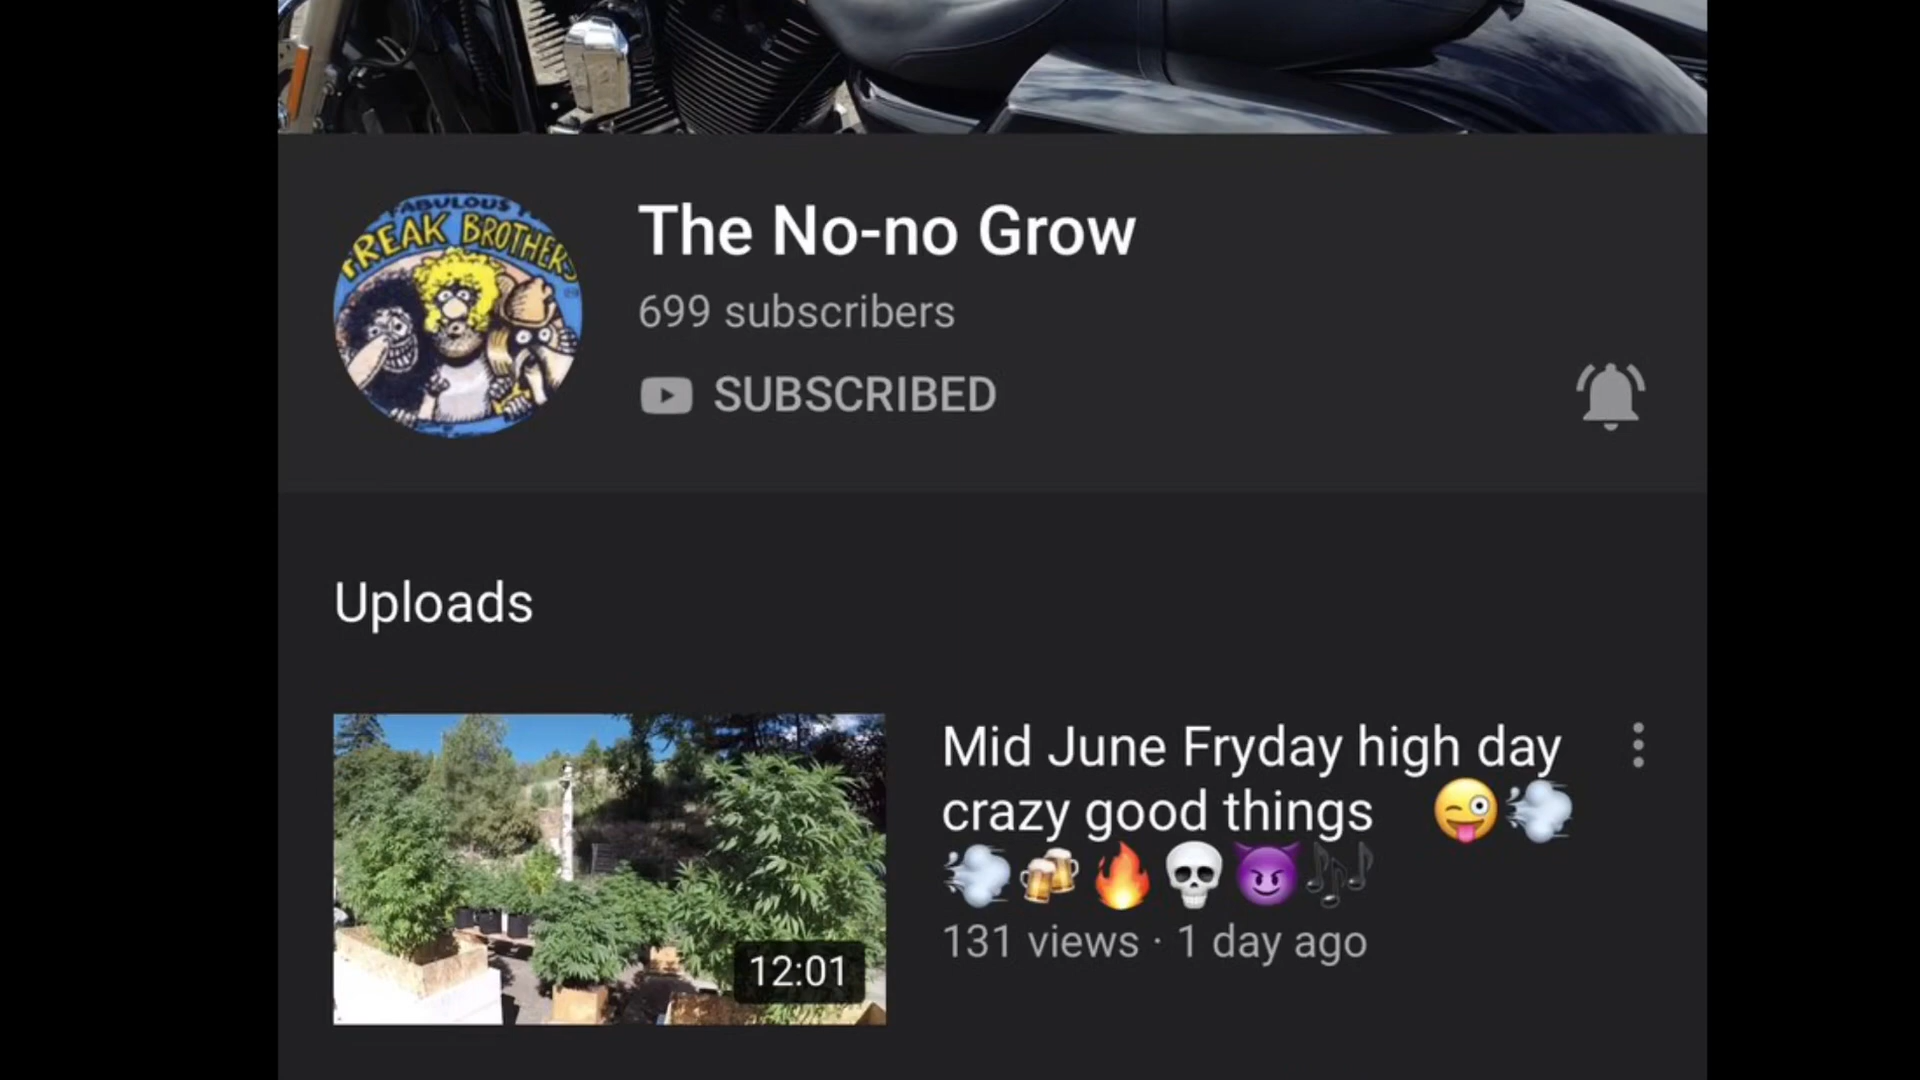 FABULOUS
FREAK BROTHERS
The No-no Grow
699 subscribers
SUBSCRIBED
Uploads
12:01
Mid June Fryday high day
crazy good things 😜💨
💨🍻🔥💀😈🎶
131 views · 1 day ago